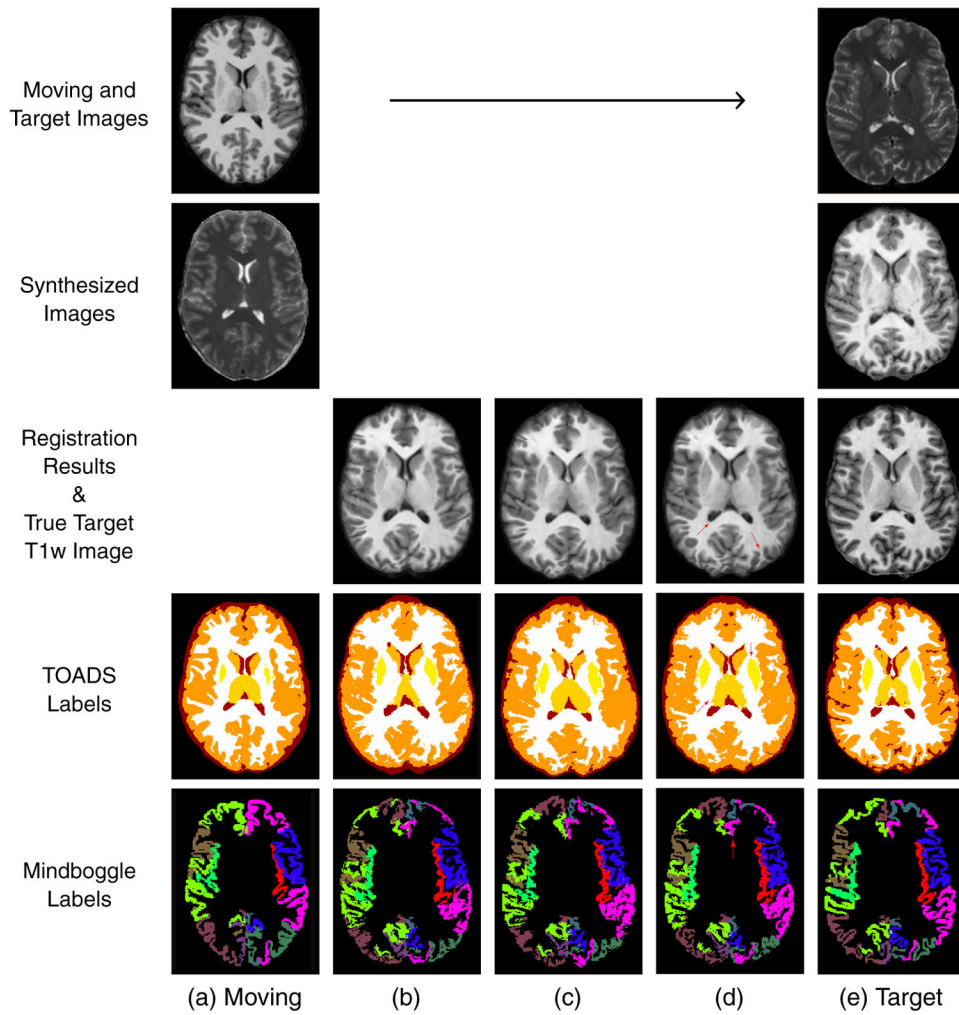 Moving and
Target Images
Synthesized
Images
Registration
Results
&
True Target
T1w Image
TOADS
Labels
Mindboggle
Labels
(a) Moving
(b)
(c)
(d)
(e) Target